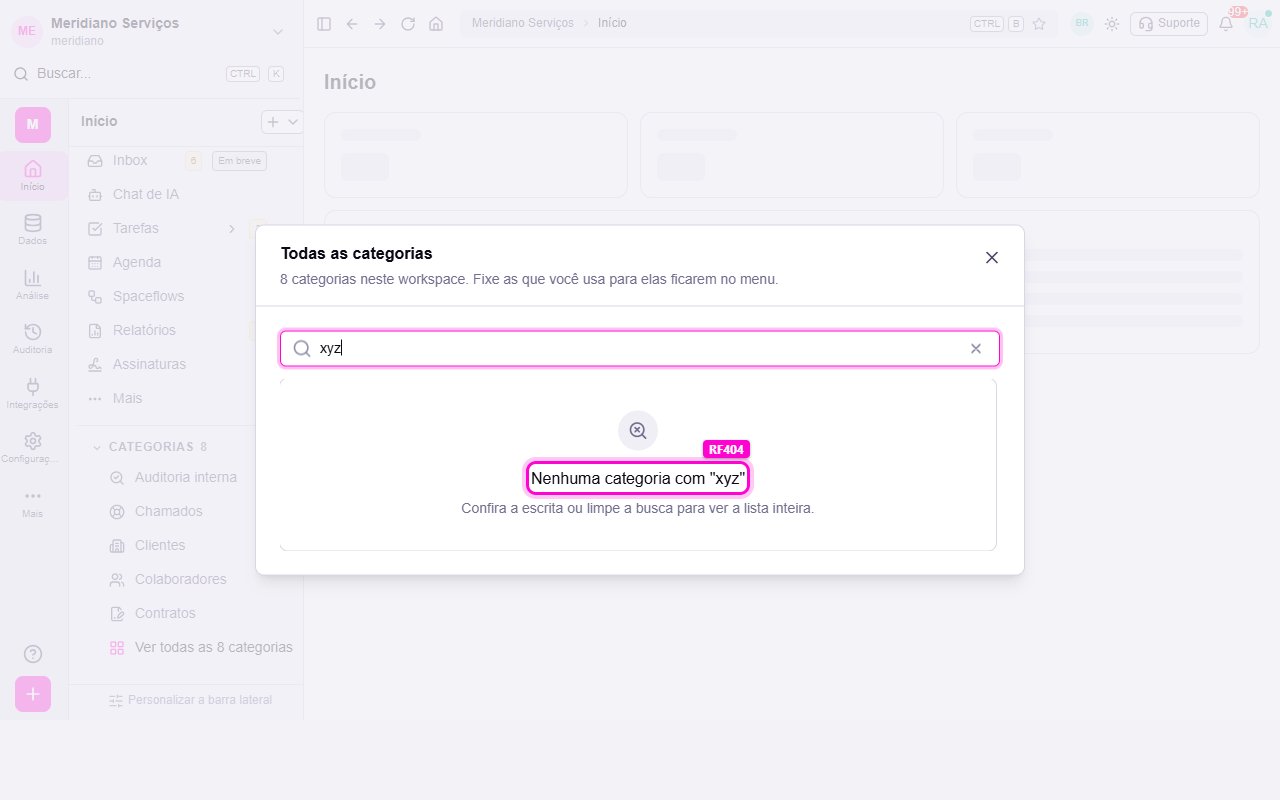 ME
Meridiano Serviços
meridiano
Buscar...
CTRL
K
Meridiano Serviços
Início
CTRL
B
BR
Suporte
99+
RA
M
Início
Dados
Análise
Auditoria
Integrações
Configuraç...
Mais
Início
Inbox
6
Em breve
Chat de IA
Tarefas
Agenda
Spaceflows
Relatórios
Assinaturas
Mais
CATEGORIAS 8
Auditoria interna
Chamados
Clientes
Colaboradores
Contratos
Ver todas as 8 categorias
Personalizar a barra lateral
Início
Todas as categorias
8 categorias neste workspace. Fixe as que você usa para elas ficarem no menu.
xyz
RF404
Nenhuma categoria com "xyz"
Confira a escrita ou limpe a busca para ver a lista inteira.